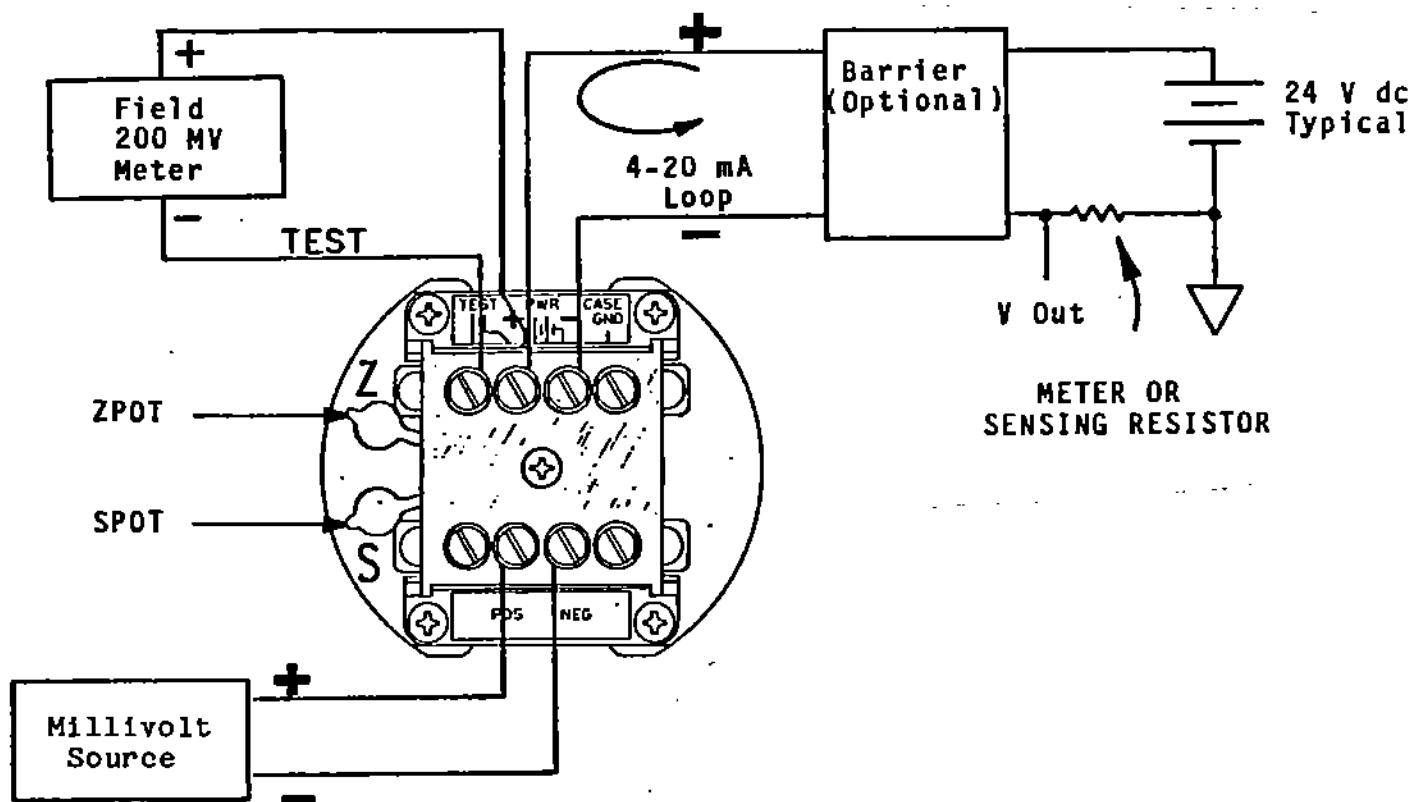 +
Field
200 MV
Meter
−
TEST
+
4-20 mA
Loop
−
Barrier
(Optional)
24 V dc
Typical
V Out
METER OR
SENSING RESISTOR
TEST
+
PWR
−
CASE
GND
Z
ZPOT
SPOT
S
POS
NEG
+
Millivolt
Source
−